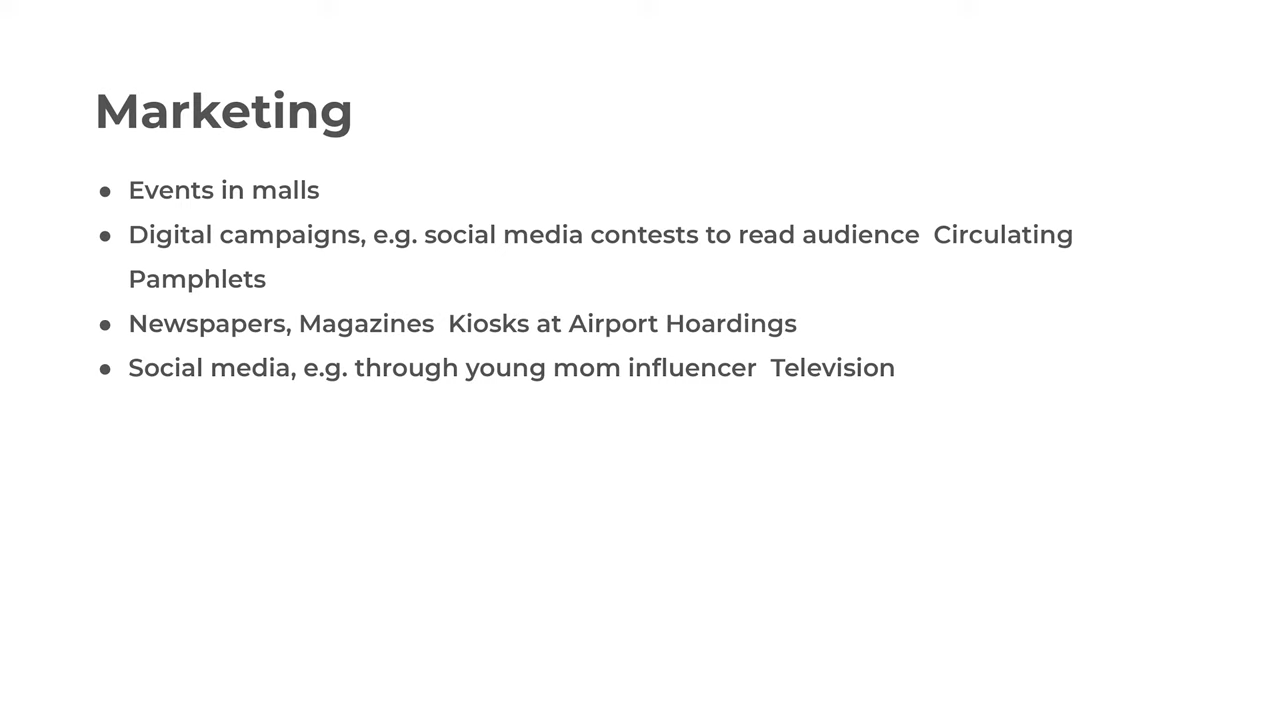 Marketing
● Events in malls
● Digital campaigns, e.g. social media contests to read audience  Circulating
Pamphlets
● Newspapers, Magazines  Kiosks at Airport Hoardings
● Social media, e.g. through young mom influencer  Television